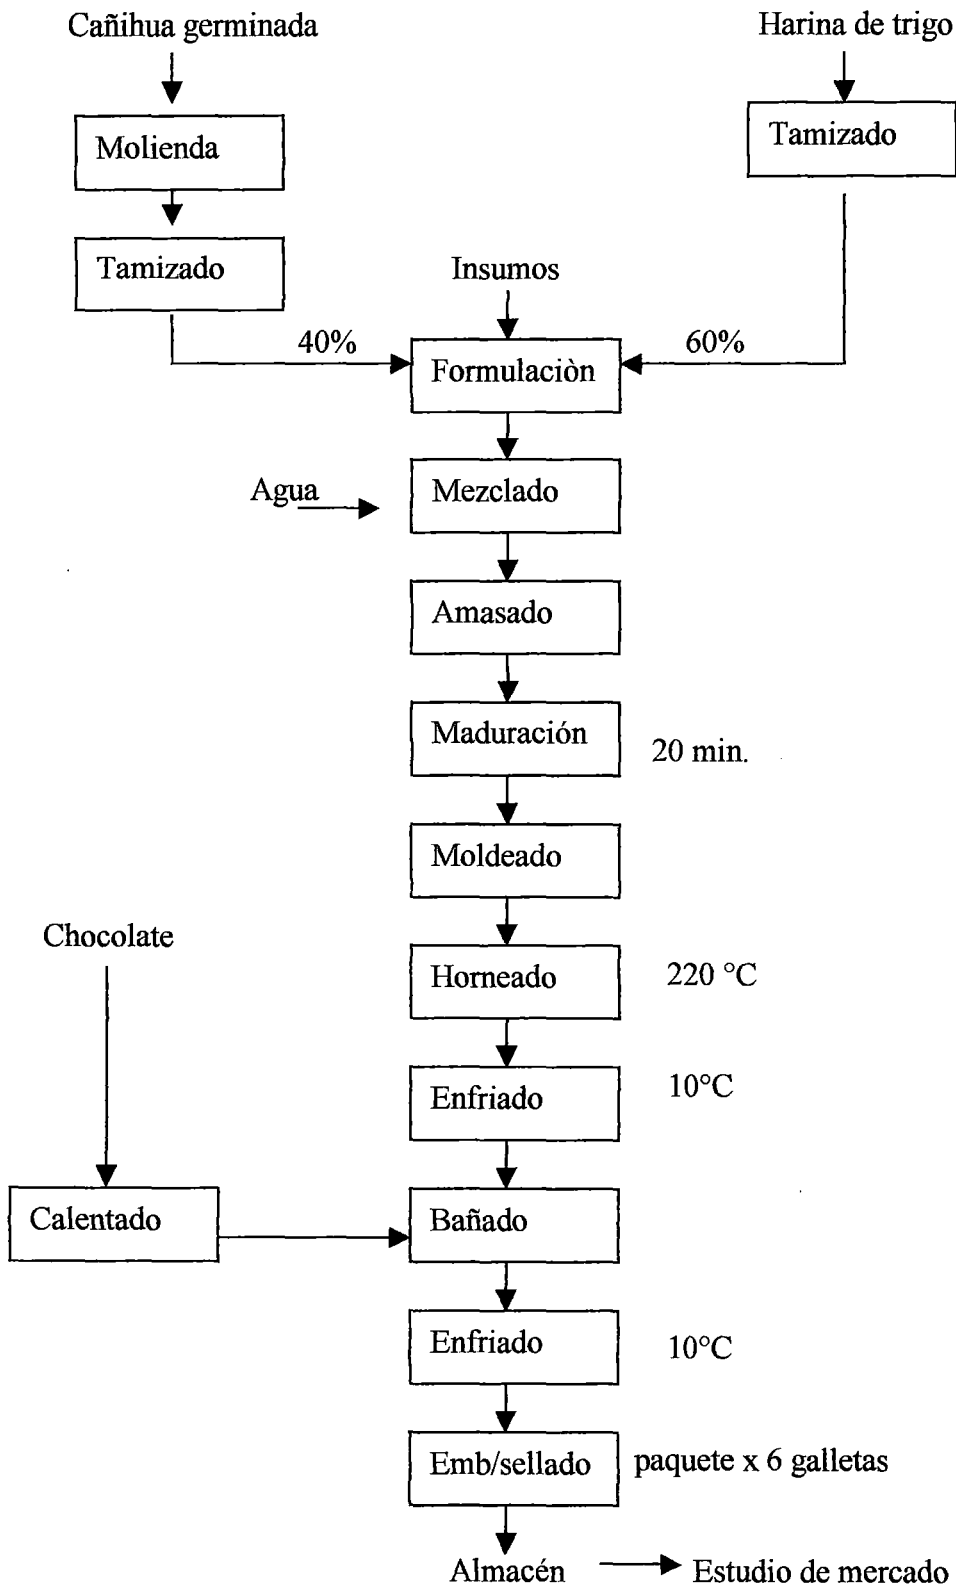 Cañihua germinada
Harina de trigo
Molienda
Tamizado
Tamizado
Insumos
40%
60%
Formulaciòn
Agua
Mezclado
Amasado
Maduración
20 min.
Moldeado
Chocolate
Horneado
220 °C
Enfriado
10°C
Calentado
Bañado
Enfriado
10°C
Emb/sellado
paquete x 6 galletas
Almacén
Estudio de mercado